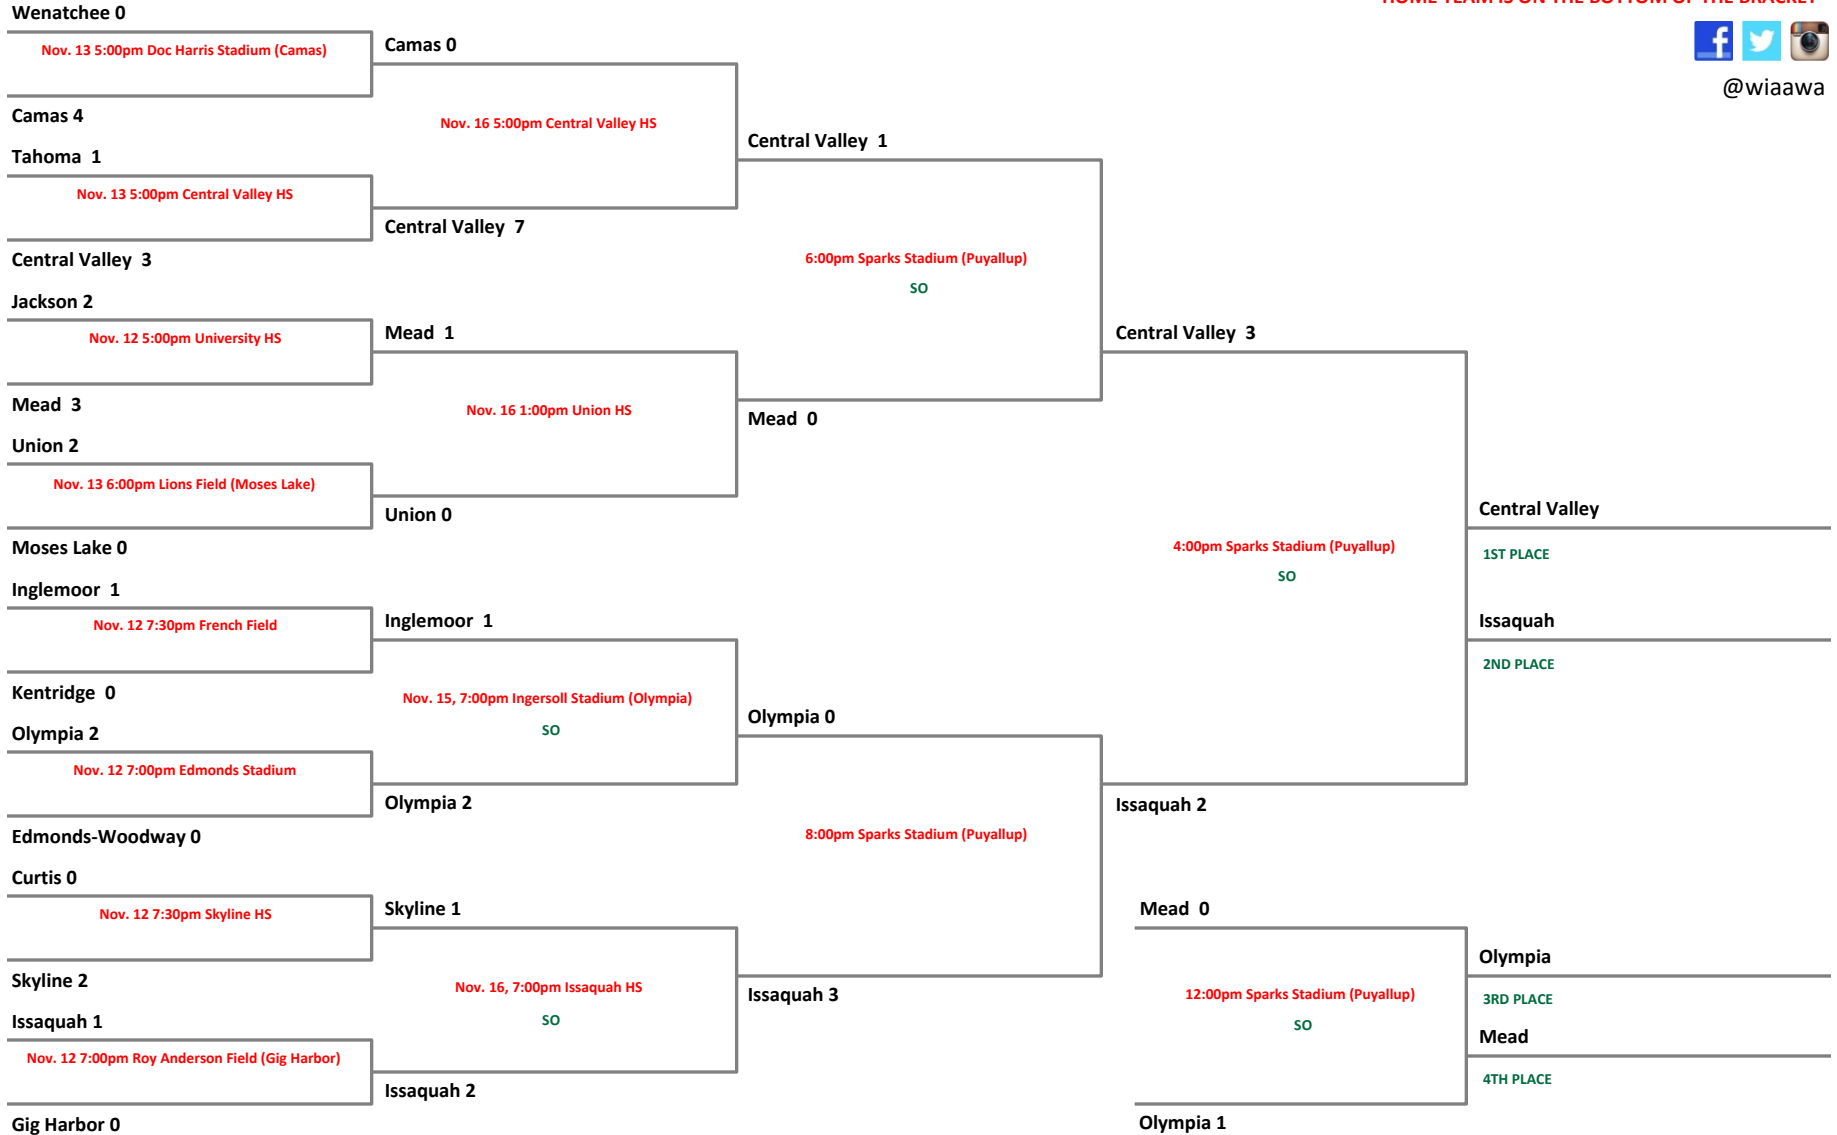 HOME TEAM IS ON THE BOTTOM OF THE BRACKET
@wiaawa
Wenatchee 0
Nov. 13 5:00pm Doc Harris Stadium (Camas)
Camas 4
Tahoma 1
Nov. 13 5:00pm Central Valley HS
Central Valley 3
Jackson 2
Nov. 12 5:00pm University HS
Mead 3
Union 2
Nov. 13 6:00pm Lions Field (Moses Lake)
Moses Lake 0
Inglemoor 1
Nov. 12 7:30pm French Field
Kentridge 0
Olympia 2
Nov. 12 7:00pm Edmonds Stadium
Edmonds-Woodway 0
Curtis 0
Nov. 12 7:30pm Skyline HS
Skyline 2
Issaquah 1
Nov. 12 7:00pm Roy Anderson Field (Gig Harbor)
Gig Harbor 0
Camas 0
Nov. 16 5:00pm Central Valley HS
Central Valley 7
Mead 1
Nov. 16 1:00pm Union HS
Union 0
Inglemoor 1
Nov. 15, 7:00pm Ingersoll Stadium (Olympia)
SO
Olympia 2
Skyline 1
Nov. 16, 7:00pm Issaquah HS
SO
Issaquah 2
Central Valley 1
6:00pm Sparks Stadium (Puyallup)
SO
Mead 0
Olympia 0
8:00pm Sparks Stadium (Puyallup)
Issaquah 3
Central Valley 3
4:00pm Sparks Stadium (Puyallup)
SO
Issaquah 2
Mead 0
12:00pm Sparks Stadium (Puyallup)
SO
Olympia 1
Central Valley
1ST PLACE
Issaquah
2ND PLACE
Olympia
3RD PLACE
Mead
4TH PLACE